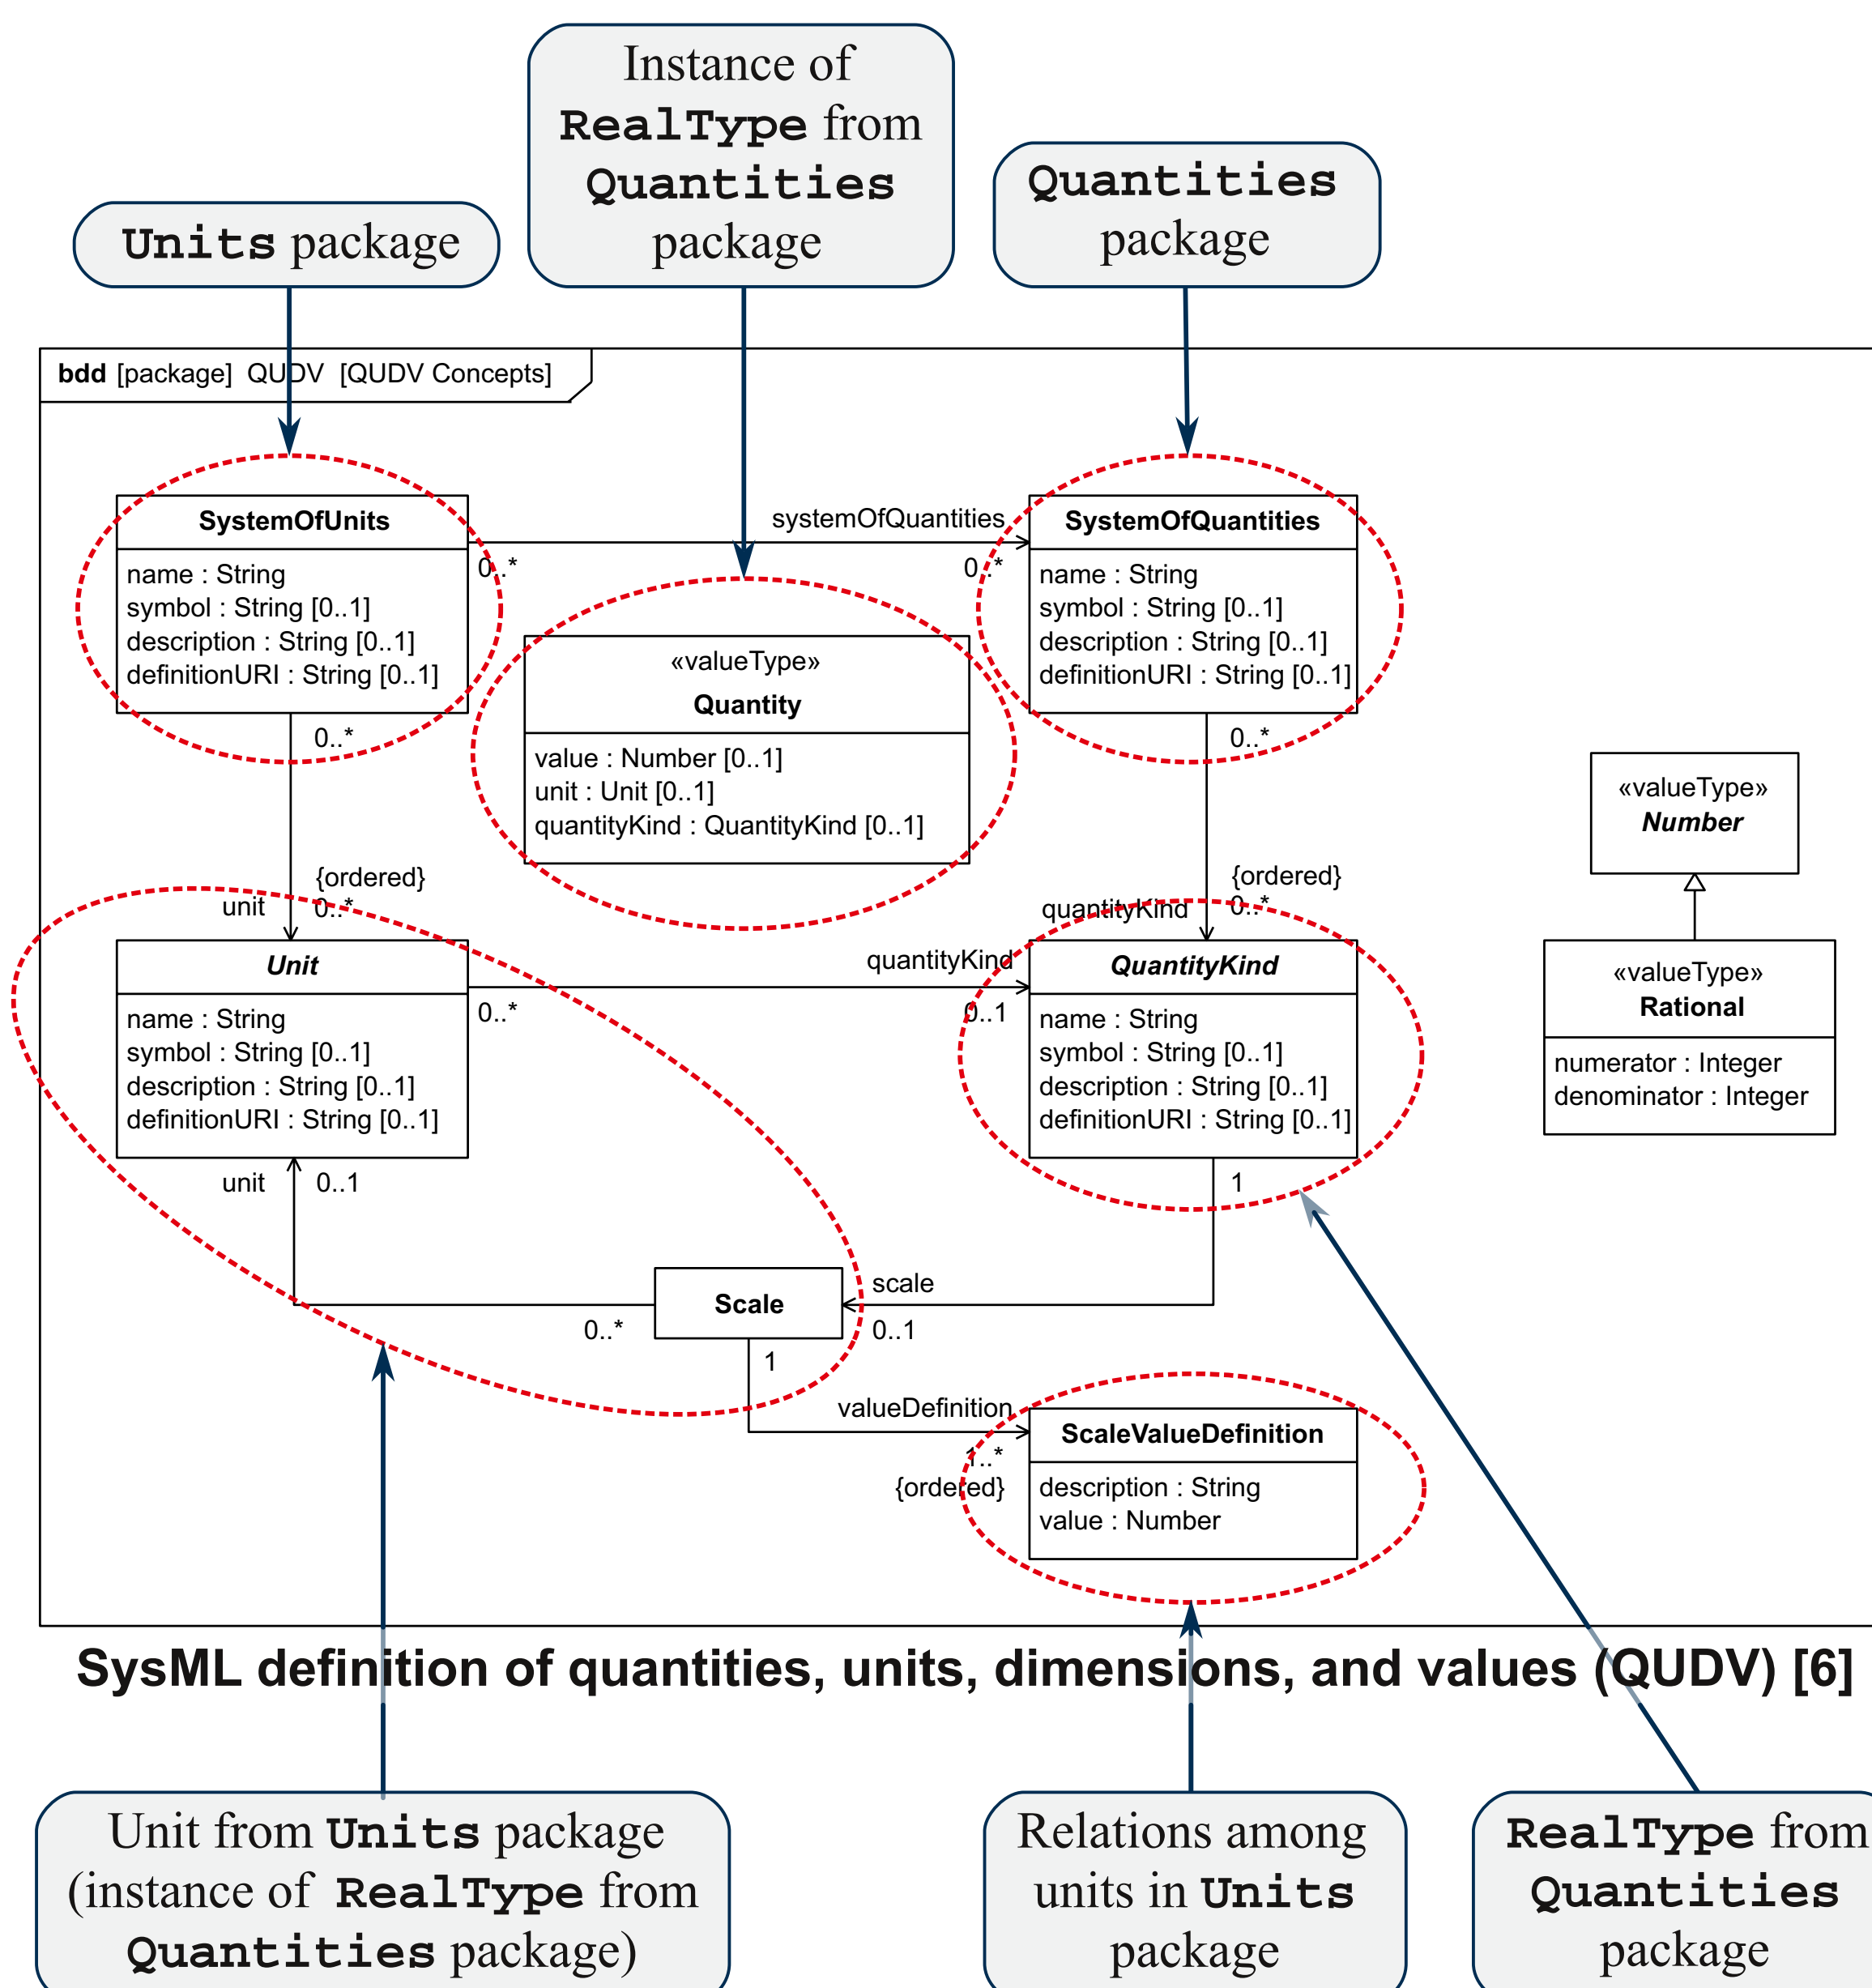 Instance of
RealType from
Quantities
package
Quantities
package
Units package
bdd [package] QUDV [QUDV Concepts]
SystemOfUnits
name : String
symbol : String [0..1]
description : String [0..1]
definitionURI : String [0..1]
systemOfQuantities
0..*
0..*
SystemOfQuantities
name : String
symbol : String [0..1]
description : String [0..1]
definitionURI : String [0..1]
«valueType»
Quantity
value : Number [0..1]
unit : Unit [0..1]
quantityKind : QuantityKind [0..1]
0..*
{ordered}
unit 0..*
0..*
{ordered}
quantityKind 0..*
«valueType»
Number
«valueType»
Rational
numerator : Integer
denominator : Integer
Unit
name : String
symbol : String [0..1]
description : String [0..1]
definitionURI : String [0..1]
quantityKind
0..*
0..1
QuantityKind
name : String
symbol : String [0..1]
description : String [0..1]
definitionURI : String [0..1]
unit 0..1
1
Scale
scale
0..*
0..1
1
valueDefinition
1..*
{ordered}
ScaleValueDefinition
description : String
value : Number
SysML definition of quantities, units, dimensions, and values (QUDV) [6]
Unit from Units package
(instance of RealType from
Quantities package)
Relations among
units in Units
package
RealType from
Quantities
package